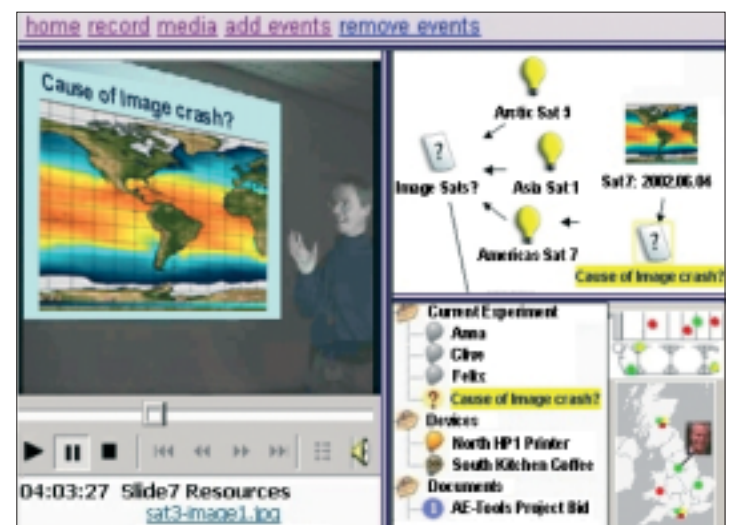 home record media add events remove events
Cause of Image crash?
Arctic Sat 9
Image Sats?
Asia Sat 1
Sat7: 2002.06.04
Americas Sat 7
Cause of Image crash?
Current Experiment
Anna
Clive
Felix
Cause of Image crash?
Devices
North HP1 Printer
South Kitchen Coffee
Documents
AE-Tools Project Bid
04:03:27 Slide7 Resources
sat3-image1.jpg